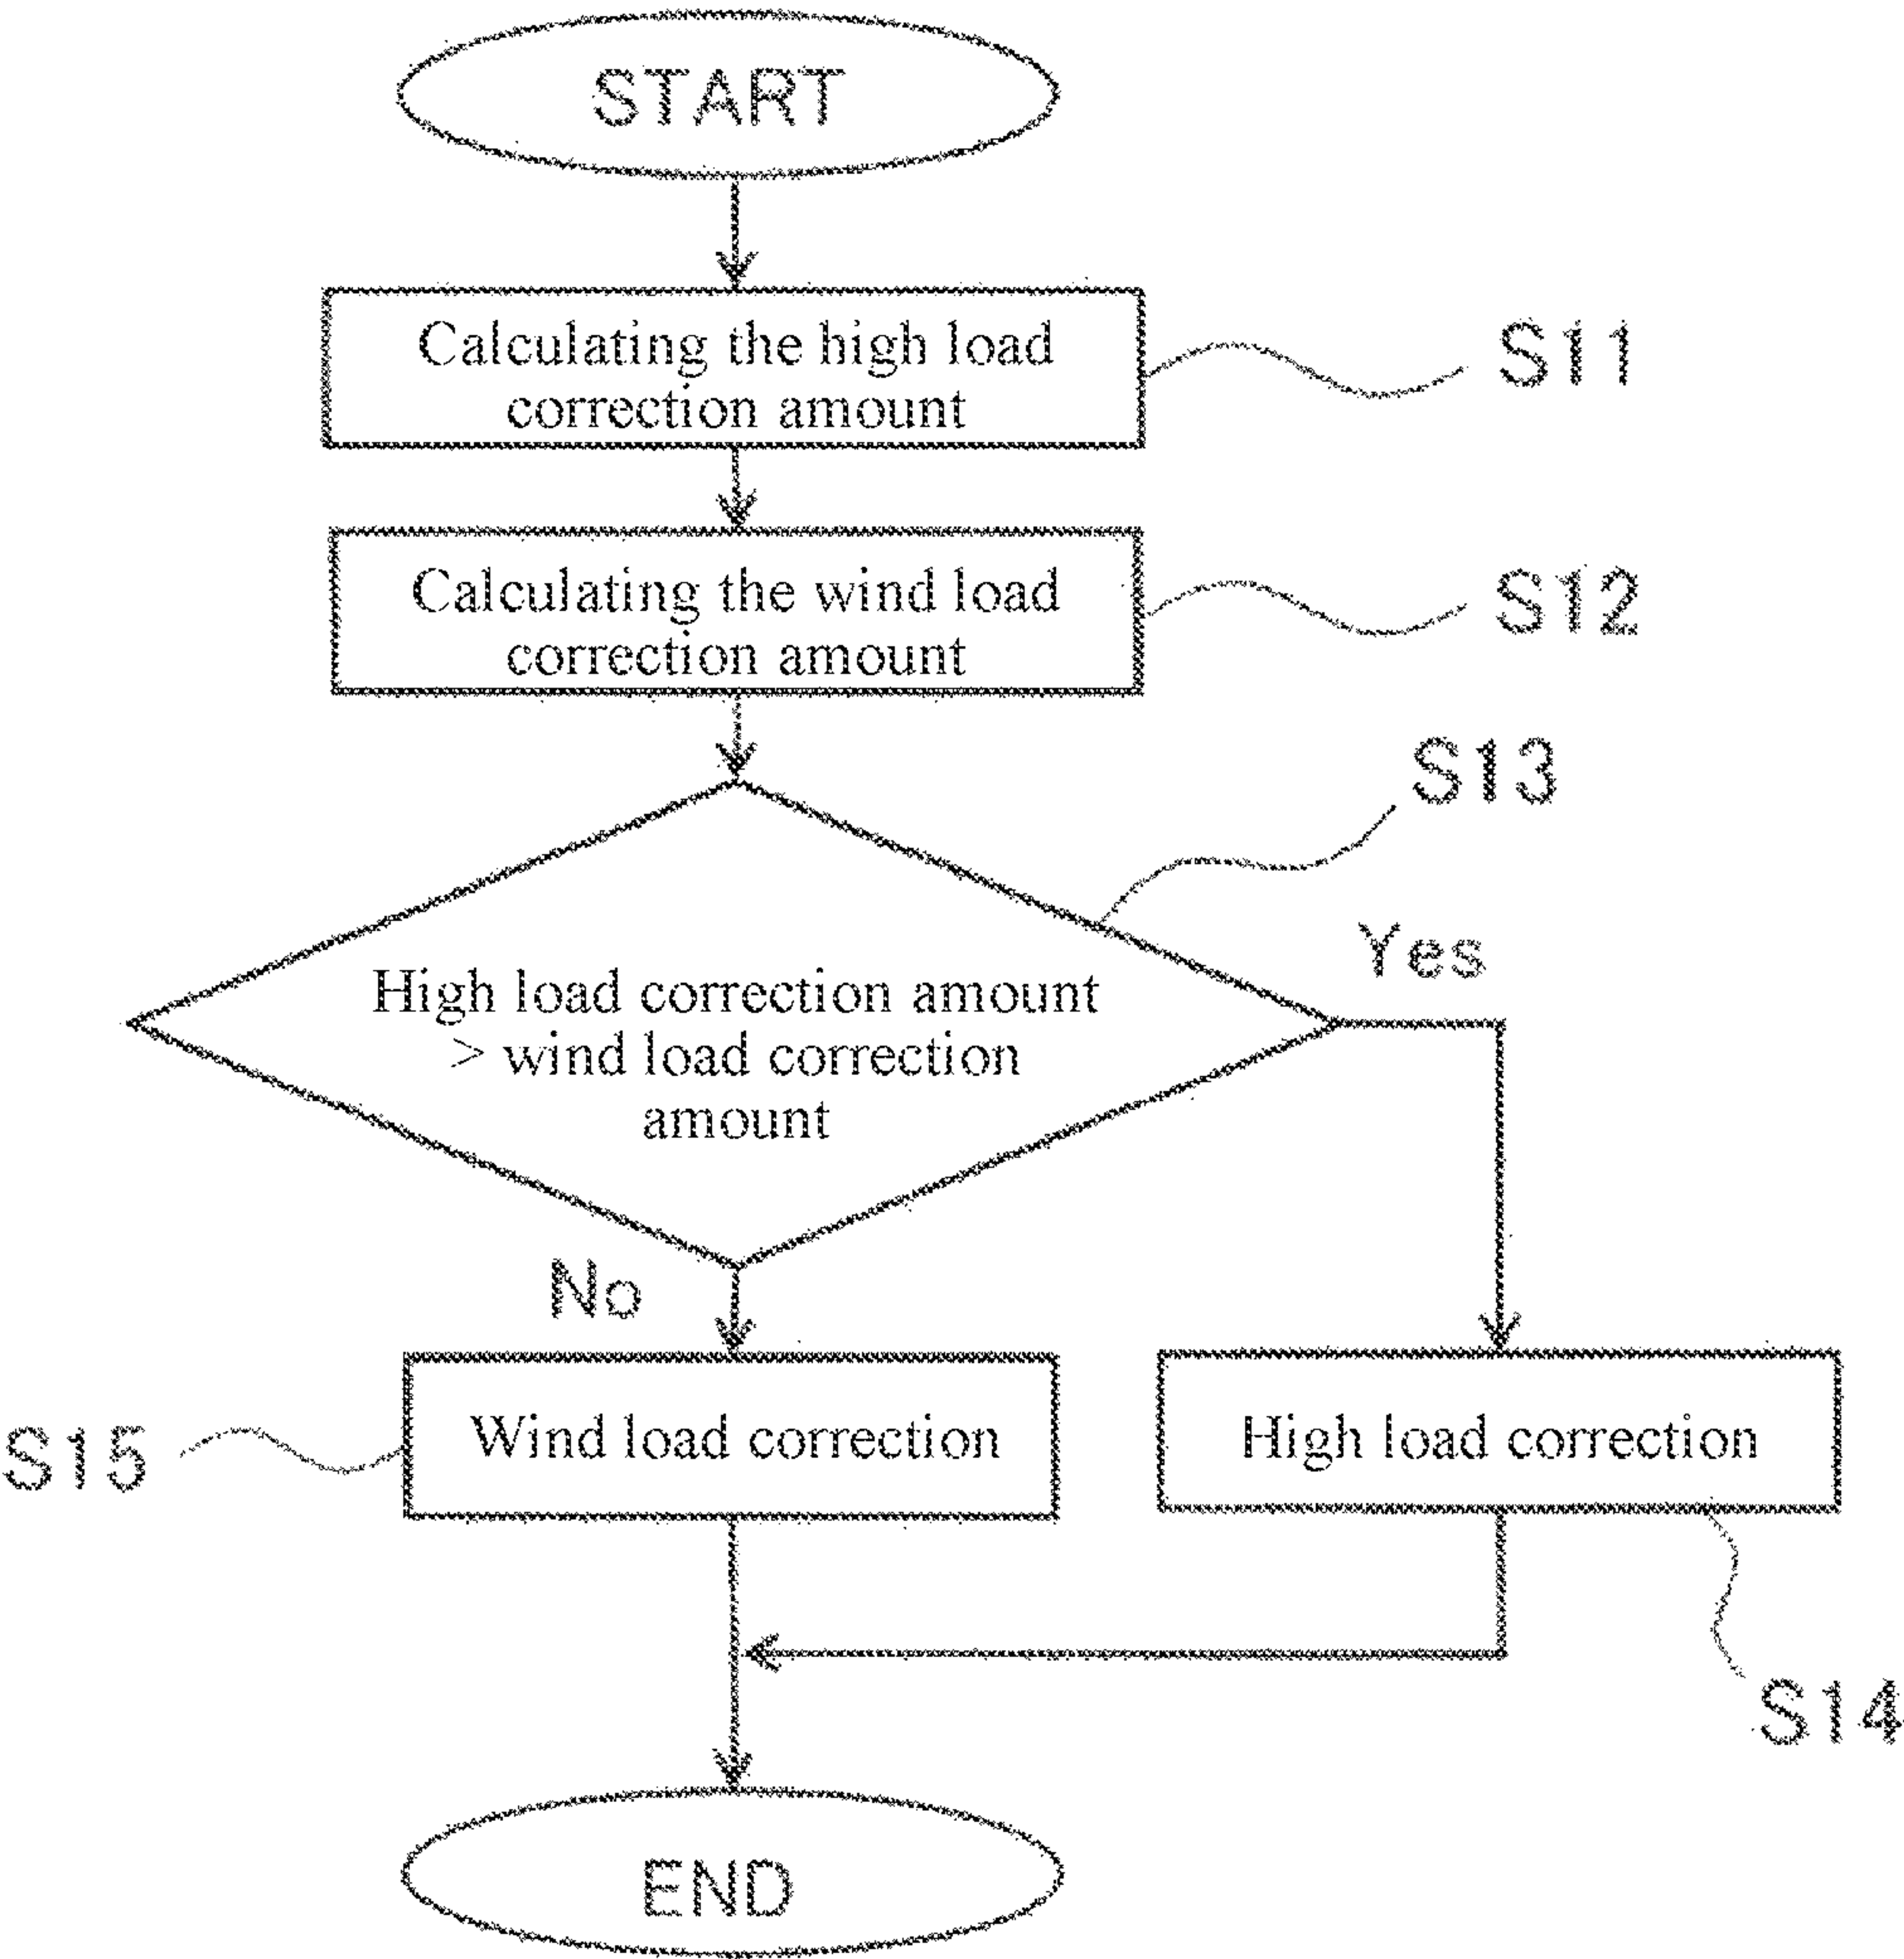 START
Calculating the high load
correction amount
S11
Calculating the wind load
correction amount
S12
S13
High load correction amount
> wind load correction
amount
Yes
No
Wind load correction
S15
High load correction
S14
END